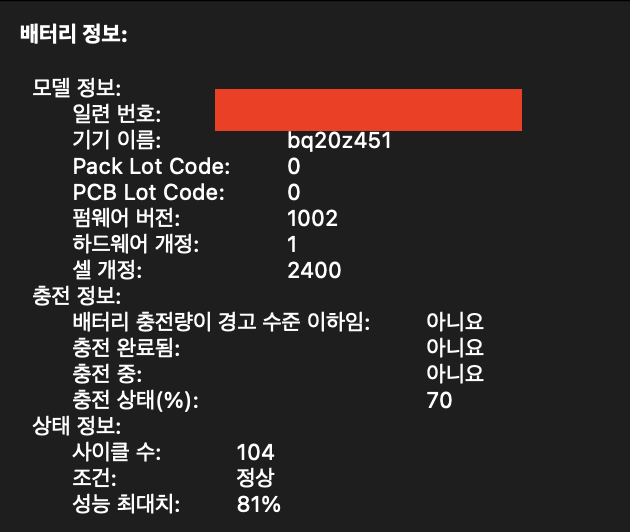 배터리 정보:
모델 정보:
일련 번호:
기기 이름: bq20z451
Pack Lot Code: 0
PCB Lot Code: 0
펌웨어 버전: 1002
하드웨어 개정: 1
셀 개정: 2400
충전 정보:
배터리 충전량이 경고 수준 이하임: 아니요
충전 완료됨: 아니요
충전 중: 아니요
충전 상태(%): 70
상태 정보:
사이클 수: 104
조건: 정상
성능 최대치: 81%